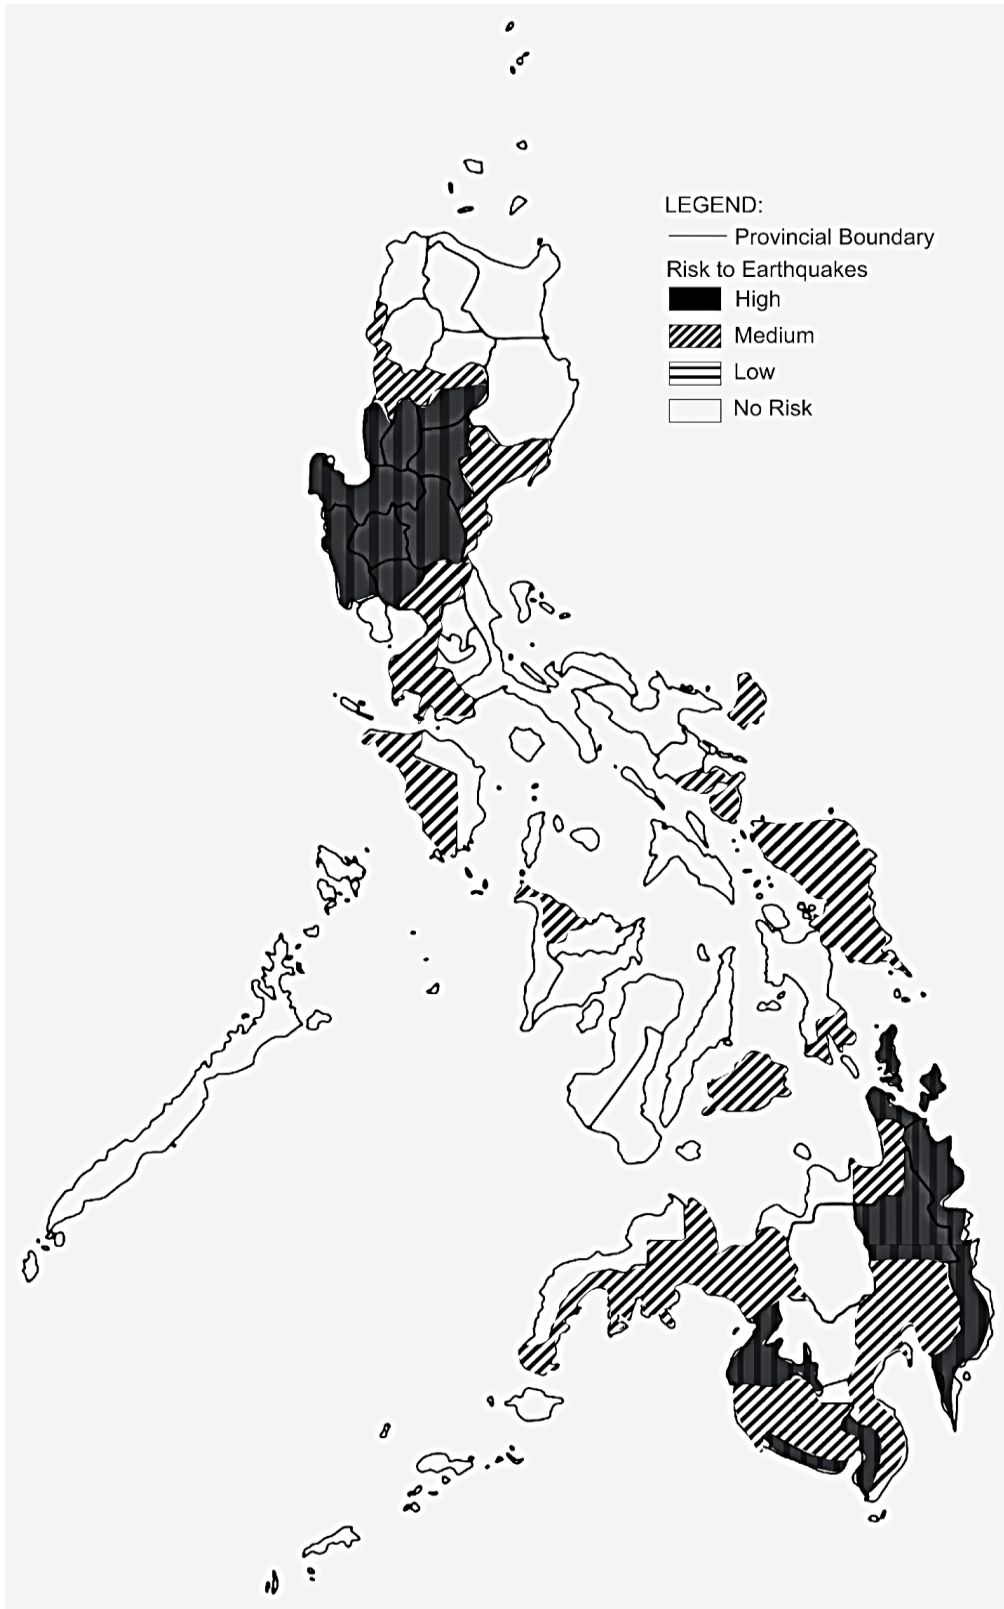 LEGEND:
Provincial Boundary
Risk to Earthquakes
High
Medium
Low
No Risk